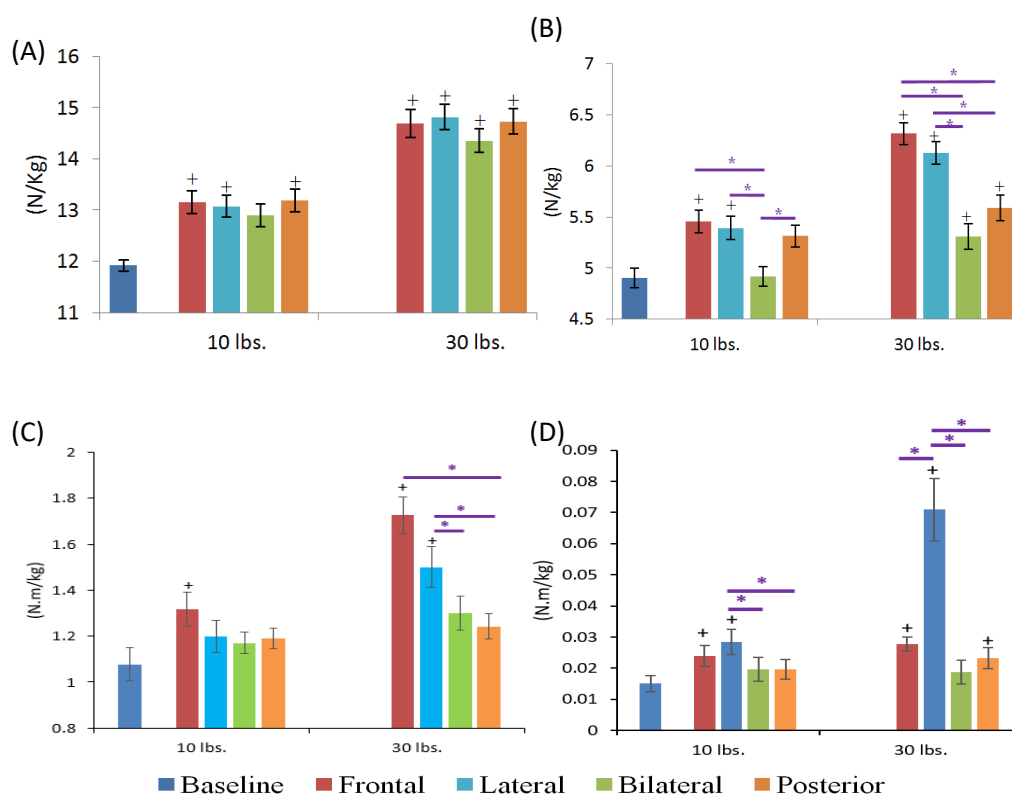 (A)
16
15
14
13
12
11
(N/Kg)
+ + + + + + +
10 lbs. 30 lbs.
(B)
7
6.5
6
5.5
5
4.5
(N/kg)
* * * * * * *
+ + + + + +
10 lbs. 30 lbs.
(C)
2
1.8
1.6
1.4
1.2
1
0.8
(N.m/kg)
* * *
+ + +
10 lbs. 30 lbs.
(D)
0.09
0.08
0.07
0.06
0.05
0.04
0.03
0.02
0.01
0
(N.m/kg)
* * * * *
+ + + + +
10 lbs. 30 lbs.
Baseline Frontal Lateral Bilateral Posterior